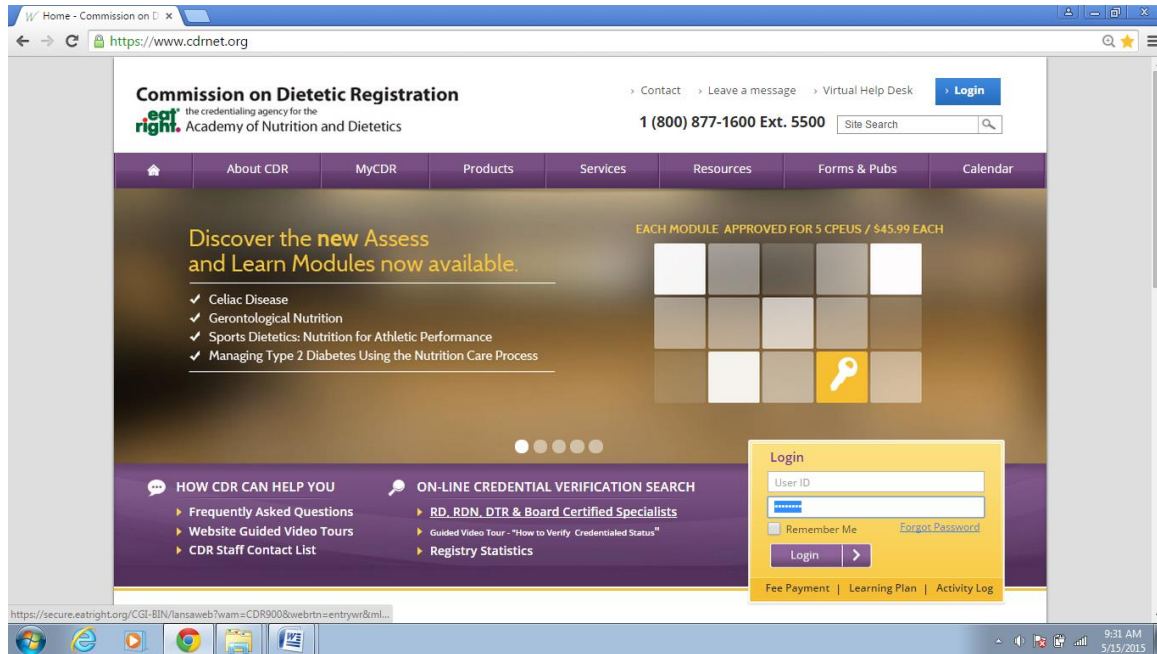 Home - Commission on D
https://www.cdrnet.org
Commission on Dietetic Registration
eat right. the credentialing agency for the
Academy of Nutrition and Dietetics
Contact Leave a message Virtual Help Desk Login
1 (800) 877-1600 Ext. 5500 Site Search
About CDR MyCDR Products Services Resources Forms & Pubs Calendar
Discover the new Assess
and Learn Modules now available.
Celiac Disease
Gerontological Nutrition
Sports Dietetics: Nutrition for Athletic Performance
Managing Type 2 Diabetes Using the Nutrition Care Process
EACH MODULE APPROVED FOR 5 CPEUS / $45.99 EACH
HOW CDR CAN HELP YOU
Frequently Asked Questions
Website Guided Video Tours
CDR Staff Contact List
ON-LINE CREDENTIAL VERIFICATION SEARCH
RD, RDN, DTR & Board Certified Specialists
Guided Video Tour - "How to Verify Credentialed Status"
Registry Statistics
Login
User ID
Remember Me Forgot Password
Login
Fee Payment | Learning Plan | Activity Log
https://secure.eatright.org/CGI-BIN/lansaweb?wam=CDR900&webrtn=entrywr&ml...
9:31 AM
5/15/2015